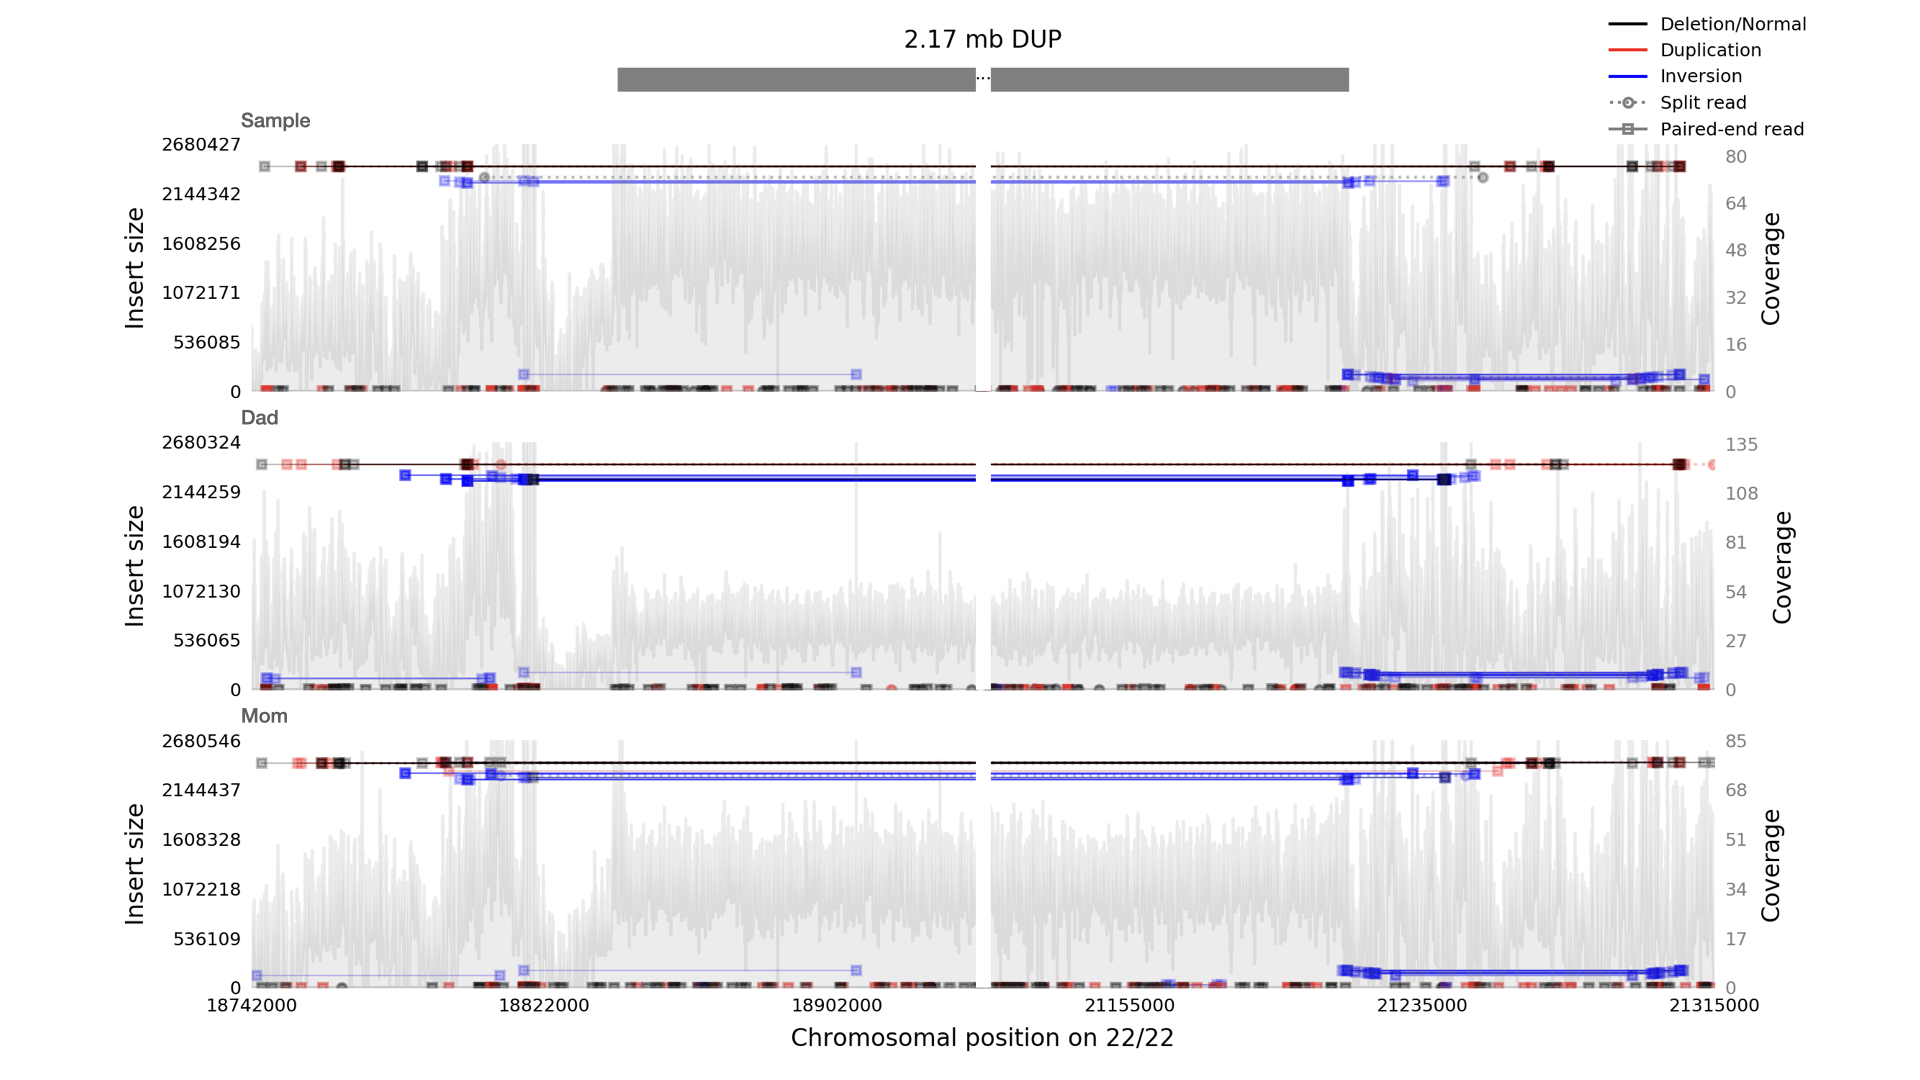 2.17 mb DUP
...
Deletion/Normal
Duplication
Inversion
Split read
Paired-end read
Sample
2680427
2144342
1608256
1072171
536085
0
Insert size
80
64
48
32
16
0
Coverage
Dad
2680324
2144259
1608194
1072130
536065
0
Insert size
135
108
81
54
27
0
Coverage
Mom
2680546
2144437
1608328
1072218
536109
0
Insert size
85
68
51
34
17
0
Coverage
18742000 18822000 18902000 21155000 21235000 21315000
Chromosomal position on 22/22